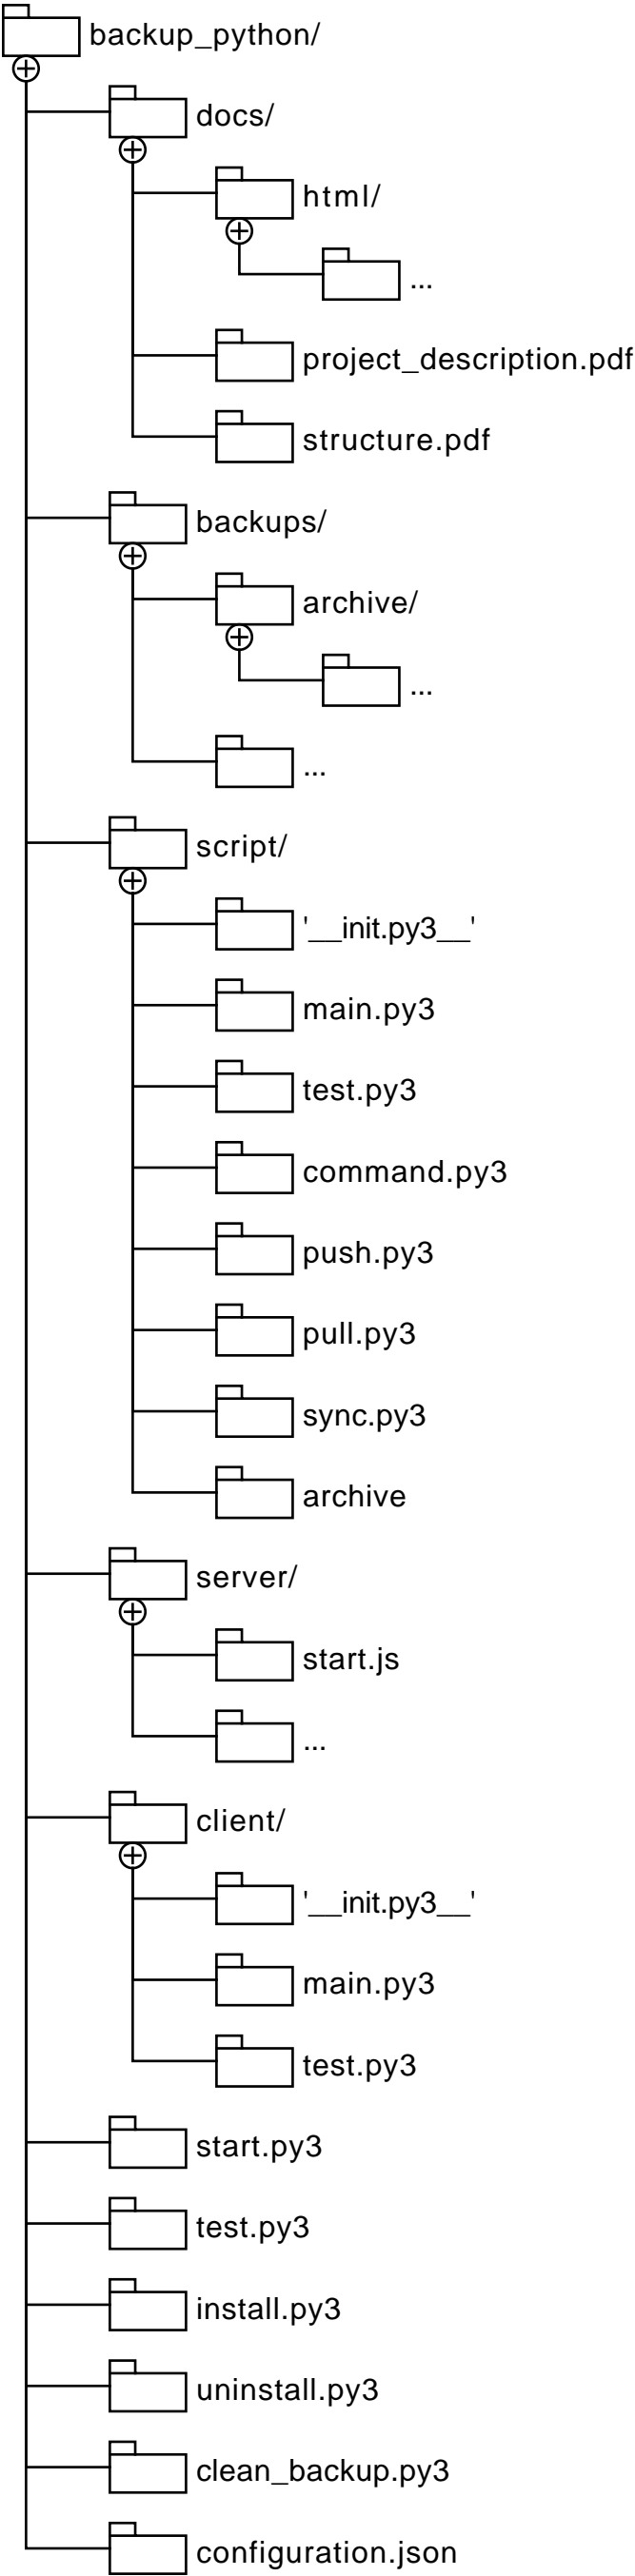 backup_python/
docs/
html/
...
project_description.pdf
structure.pdf
backups/
archive/
...
...
script/
'__init.py3__'
main.py3
test.py3
command.py3
push.py3
pull.py3
sync.py3
archive
server/
start.js
...
client/
'__init.py3__'
main.py3
test.py3
start.py3
test.py3
install.py3
uninstall.py3
clean_backup.py3
configuration.json